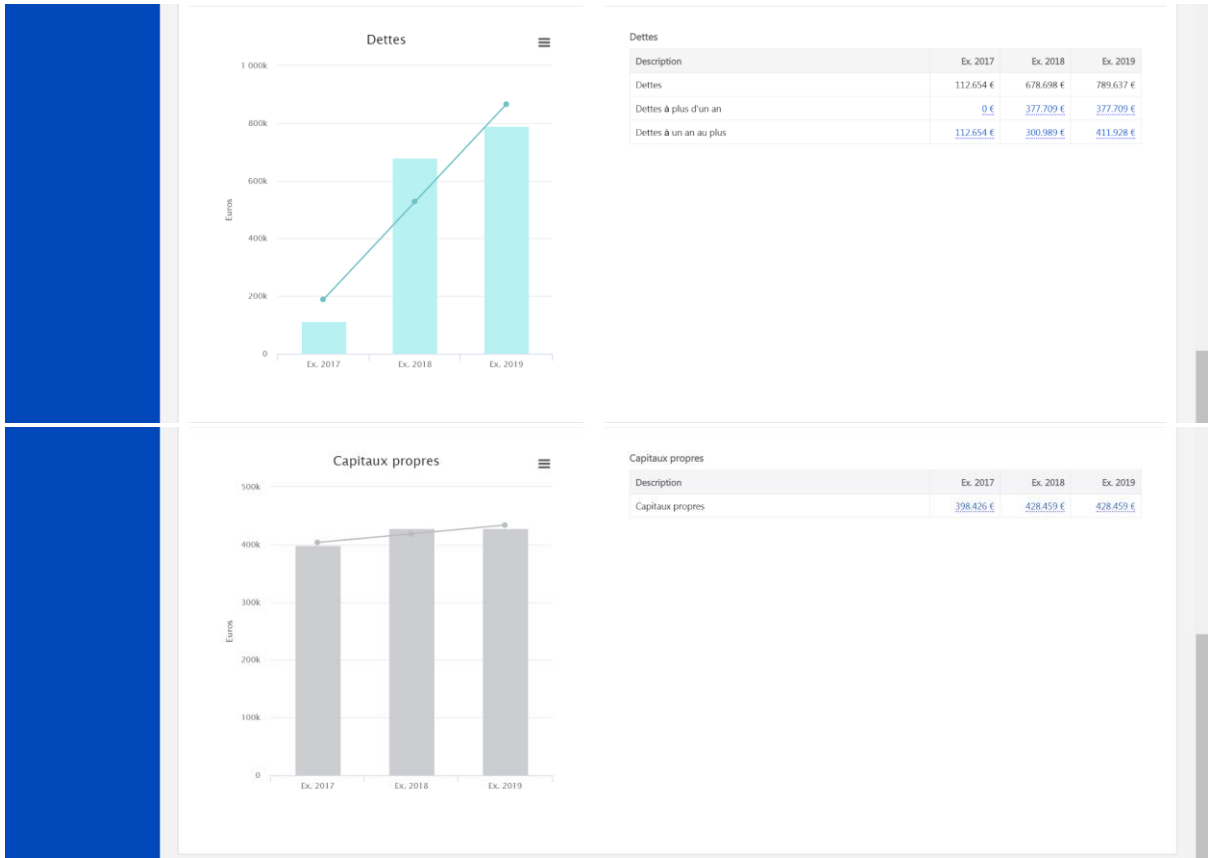 Dettes
1 000k
800k
600k
400k
200k
0
Euros
Ex. 2017 Ex. 2018 Ex. 2019
Dettes
Description Ex. 2017 Ex. 2018 Ex. 2019
Dettes 112.654 € 678.698 € 789.637 €
Dettes à plus d'un an 0 € 377.709 € 377.709 €
Dettes à un an au plus 112.654 € 300.989 € 411.928 €
Capitaux propres
500k
400k
300k
200k
100k
0
Euros
Ex. 2017 Ex. 2018 Ex. 2019
Capitaux propres
Description Ex. 2017 Ex. 2018 Ex. 2019
Capitaux propres 398.426 € 428.459 € 428.459 €